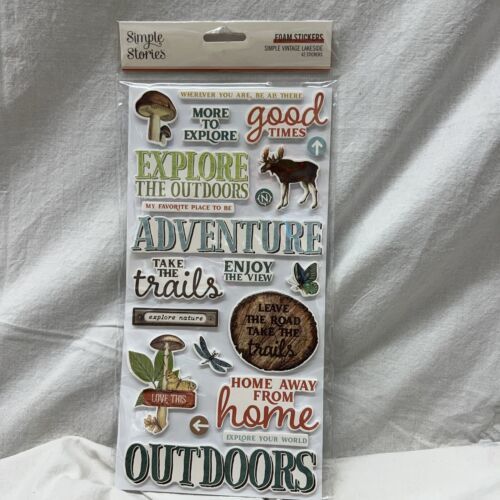 Simple
Stories
FOAM STICKERS
SIMPLE VINTAGE LAKESIDE
42 STICKERS
WHEREVER YOU ARE, BE ALL THERE
MORE
TO
EXPLORE
good
TIMES
EXPLORE
THE OUTDOORS
N
MY FAVORITE PLACE TO BE
ADVENTURE
TAKE
THE
trails
ENJOY
THE VIEW
explore nature
LEAVE
THE ROAD
TAKE THE
trails
LOVE THIS
HOME AWAY
FROM
home
EXPLORE YOUR WORLD
OUTDOORS